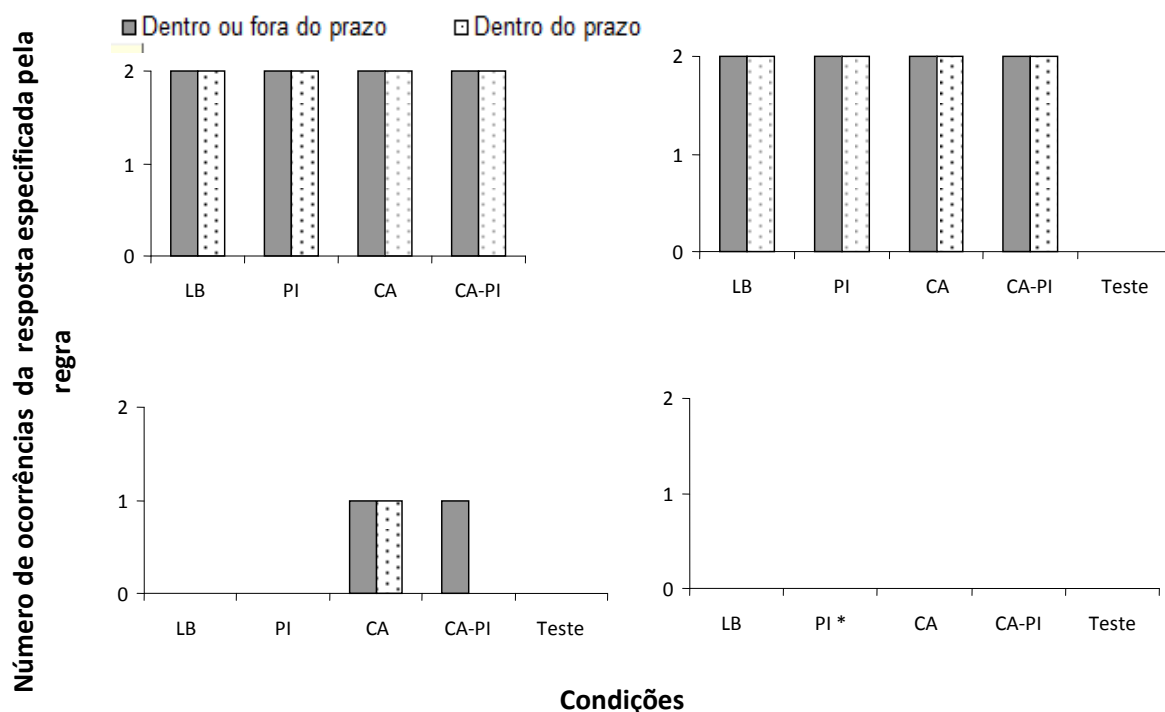 Dentro ou fora do prazo
Dentro do prazo
Número de ocorrências da resposta especificada pela
regra
2
1
0
LB PI CA CA-PI
2
1
0
LB PI CA CA-PI Teste
2
1
0
LB PI CA CA-PI Teste
2
1
0
LB PI * CA CA-PI Teste
Condições